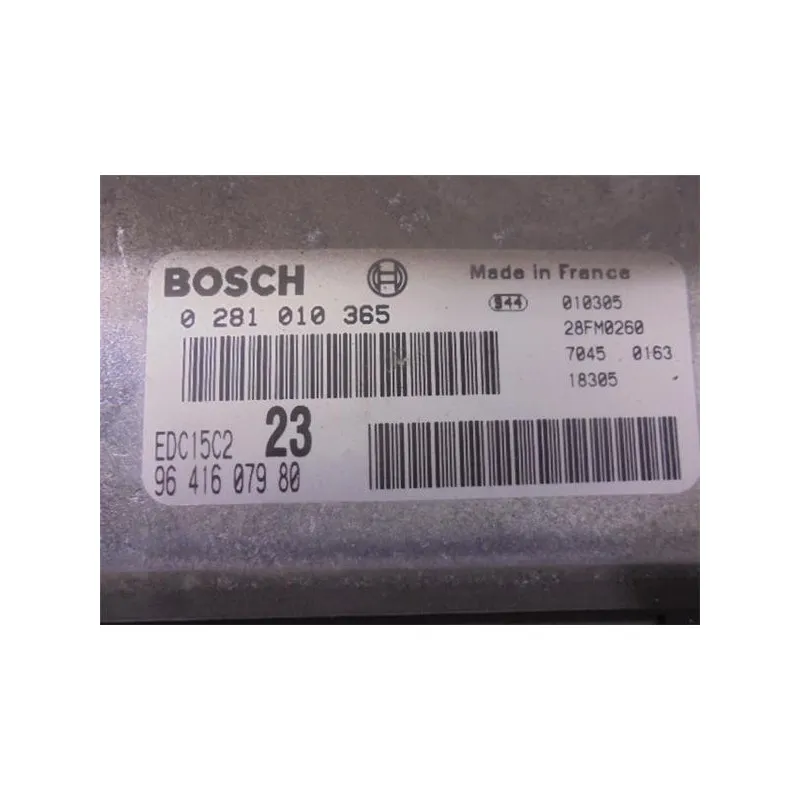 BOSCH
0 281 010 365
Made in France
944 010305
28FM0260
7045 0163
18305
EDC15C2 23
96 416 079 80